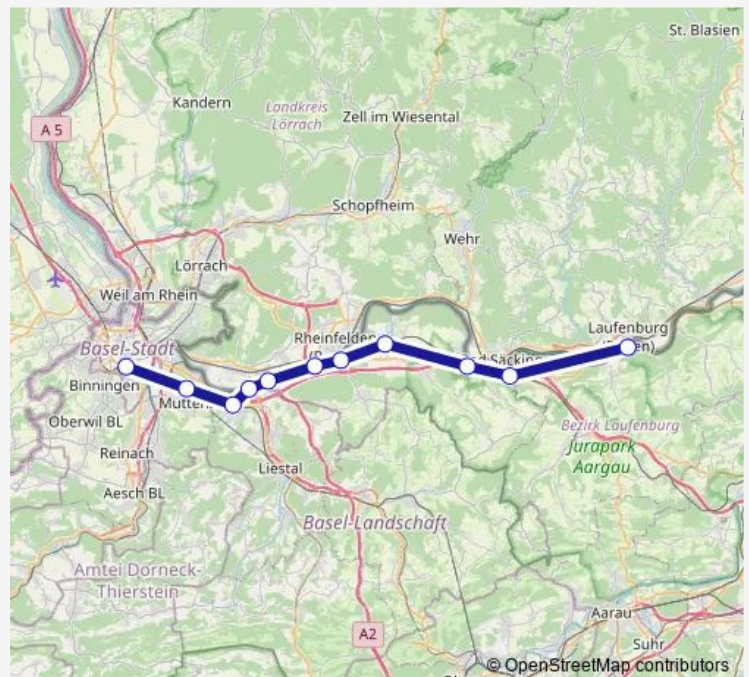 St. Blasien
Kandern
Landkreis
Lörrach
Zell im Wiesental
A 5
Schopfheim
Wehr
Lörrach
Weil am Rhein
Laufenburg
Rheinfelden
Basel-Stadt
Säcking
Binningen
Mutten
Oberwil BL
Bezirk Laufenburg
Reinach
Jurapark
Aargau
Liestal
Aesch BL
Basel-Landschaft
Amtei Dorneck-
Thierstein
Aarau
A2
Suhr
© OpenStreetMap contributors